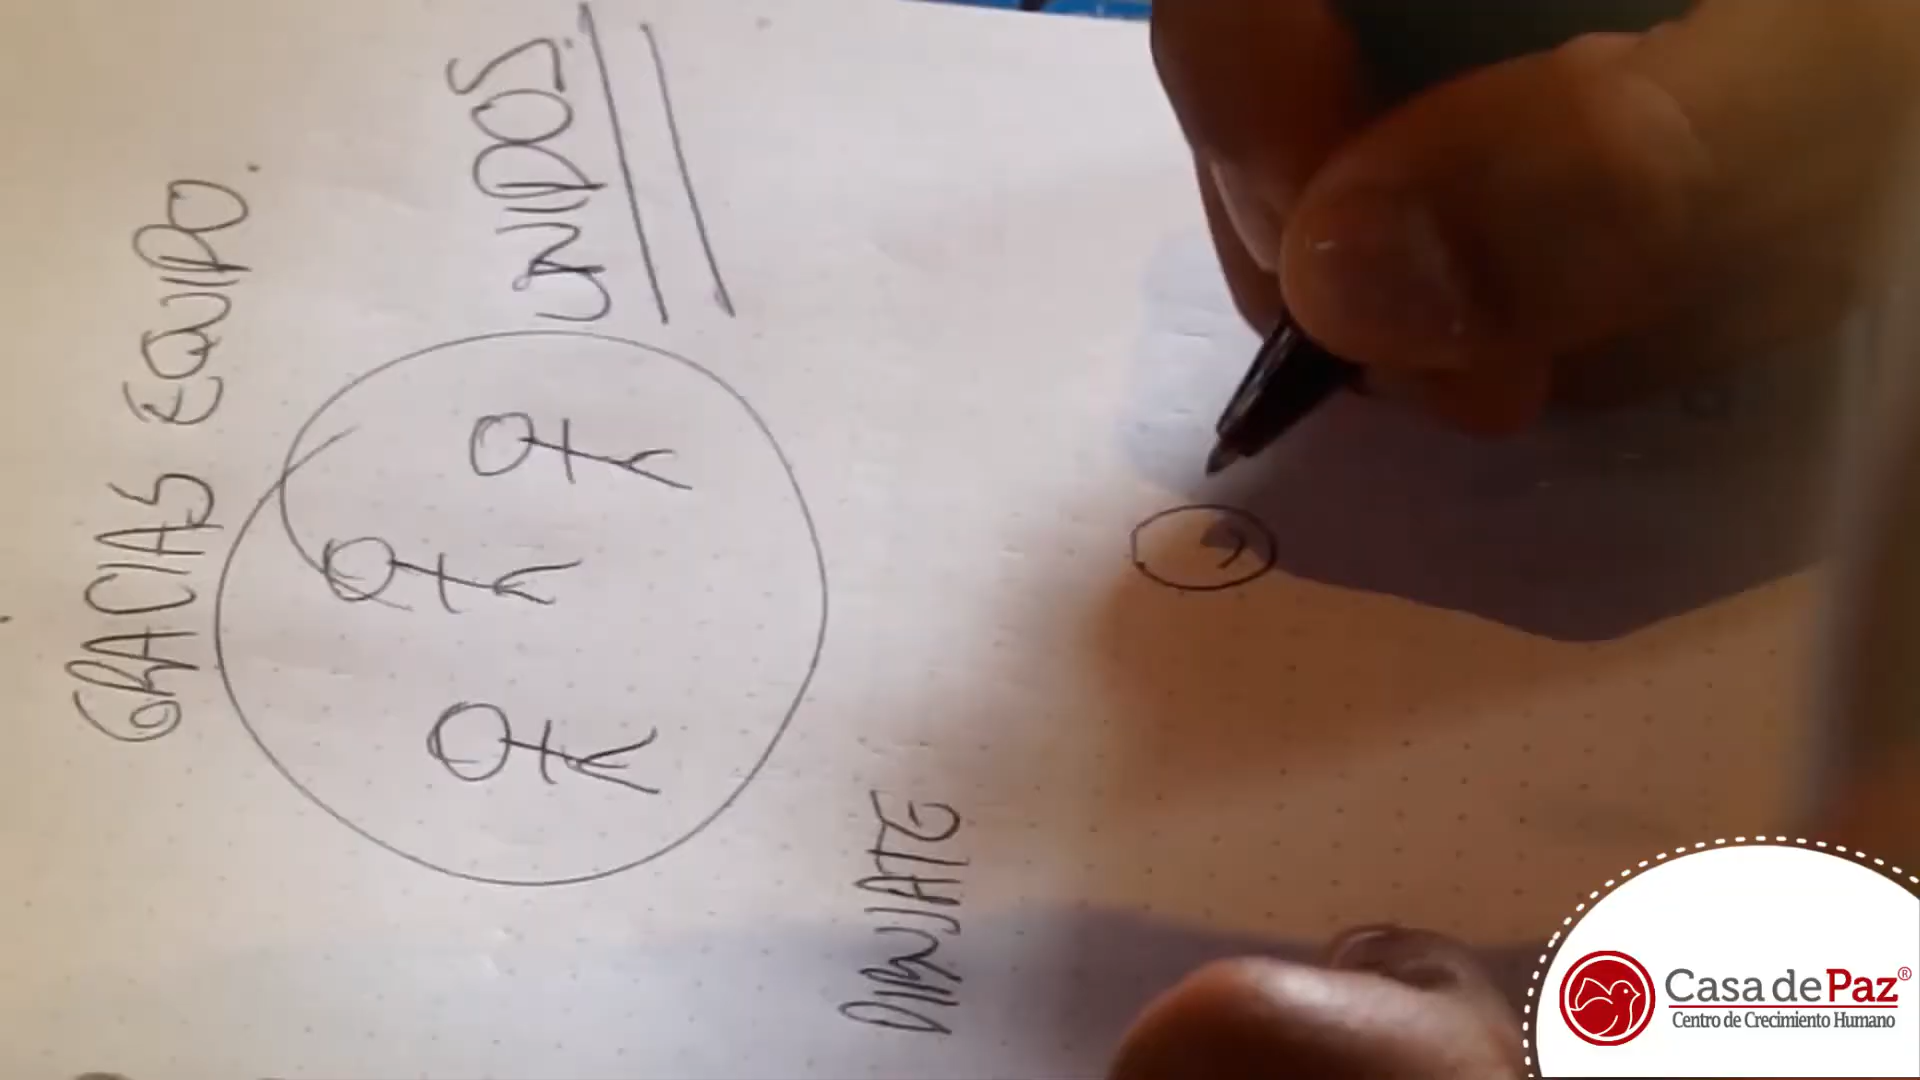 GRACIAS EQUIPO.
UNIDOS.
DIBUJATE
Casa de Paz®
Centro de Crecimiento Humano